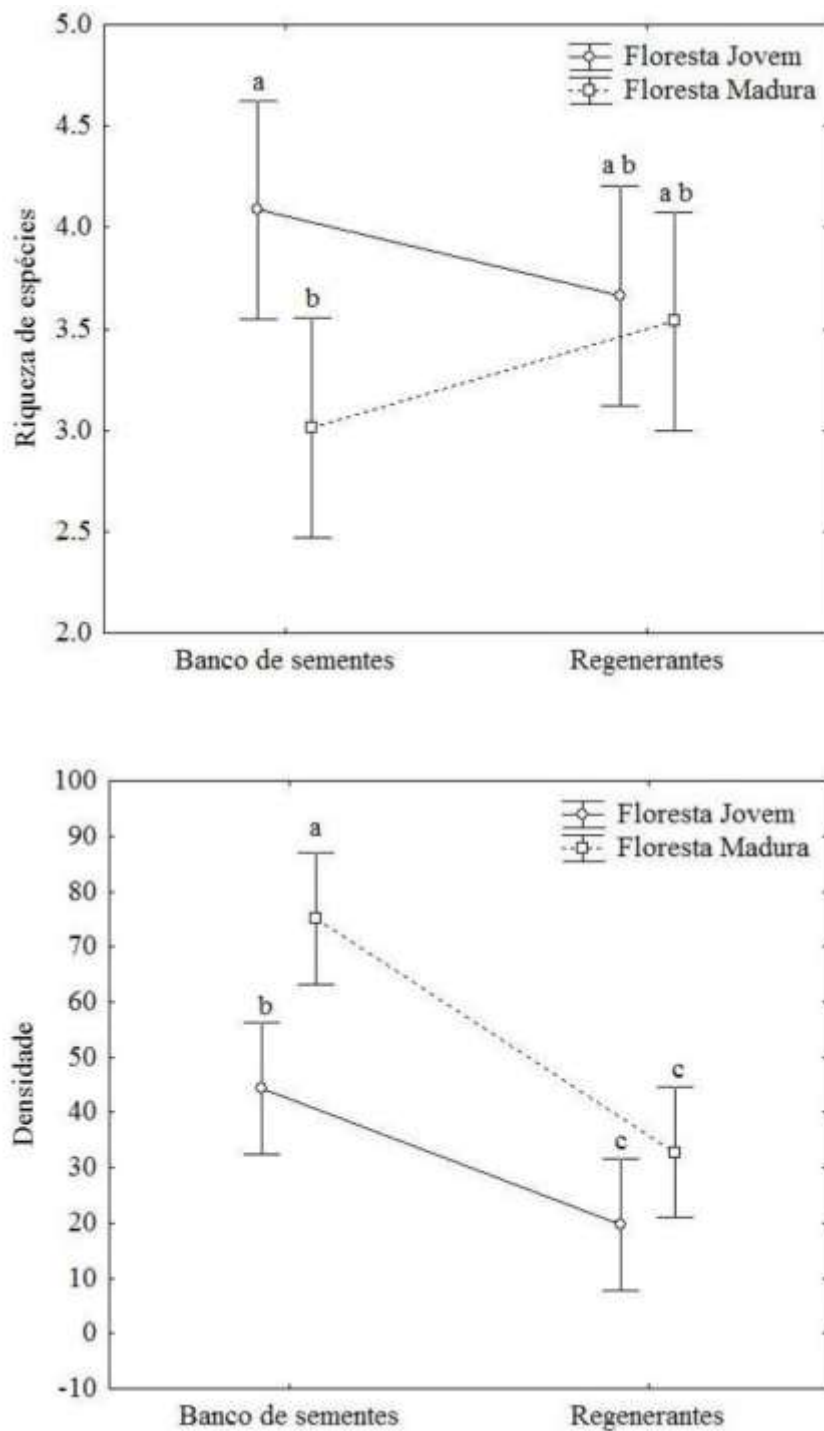 5.0
Floresta Jovem
Floresta Madura
a
4.5
a b
a b
4.0
Riqueza de espécies
b
3.5
3.0
2.5
2.0
Banco de sementes
Regenerantes
100
Floresta Jovem
Floresta Madura
90
a
80
70
60
b
50
Densidade
c
40
c
30
20
10
0
-10
Banco de sementes
Regenerantes